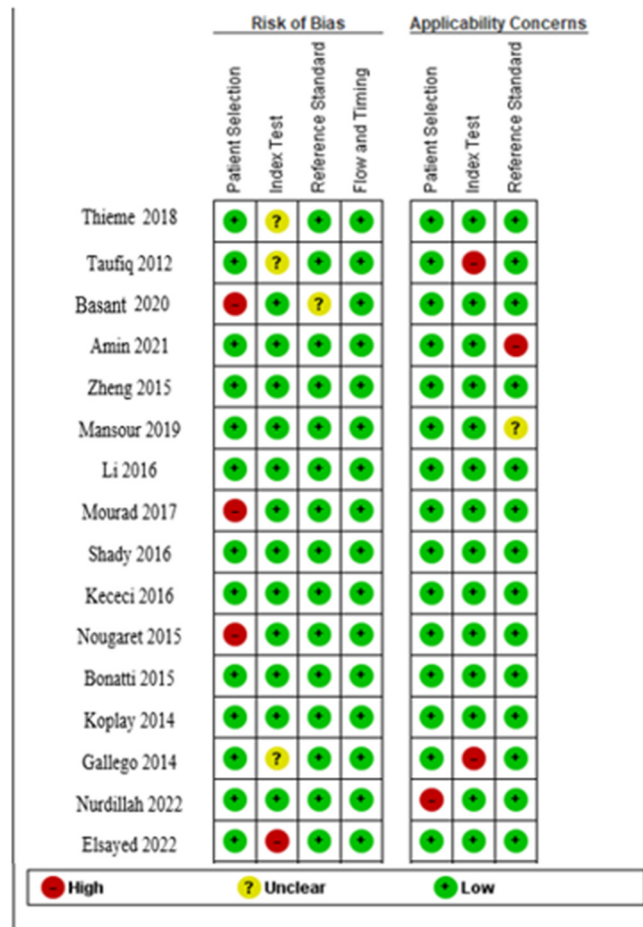 Risk of Bias
Applicability Concerns
Patient Selection
Index Test
Reference Standard
Flow and Timing
Patient Selection
Index Test
Reference Standard
Thieme 2018 + ? + + + + +
Taufiq 2012 + ? + + + - +
Basant 2020 - + ? + + + +
Amin 2021 + + + + + + -
Zheng 2015 + + + + + + +
Mansour 2019 + + + + + + ?
Li 2016 + + + + + + +
Mourad 2017 - + + + + + +
Shady 2016 + + + + + + +
Kececi 2016 + + + + + + +
Nougaret 2015 - + + + + + +
Bonatti 2015 + + + + + + +
Koplay 2014 + + + + + + +
Gallego 2014 + ? + + + - +
Nurdillah 2022 + + + + - + +
Elsayed 2022 + - + + + + +
- High ? Unclear + Low